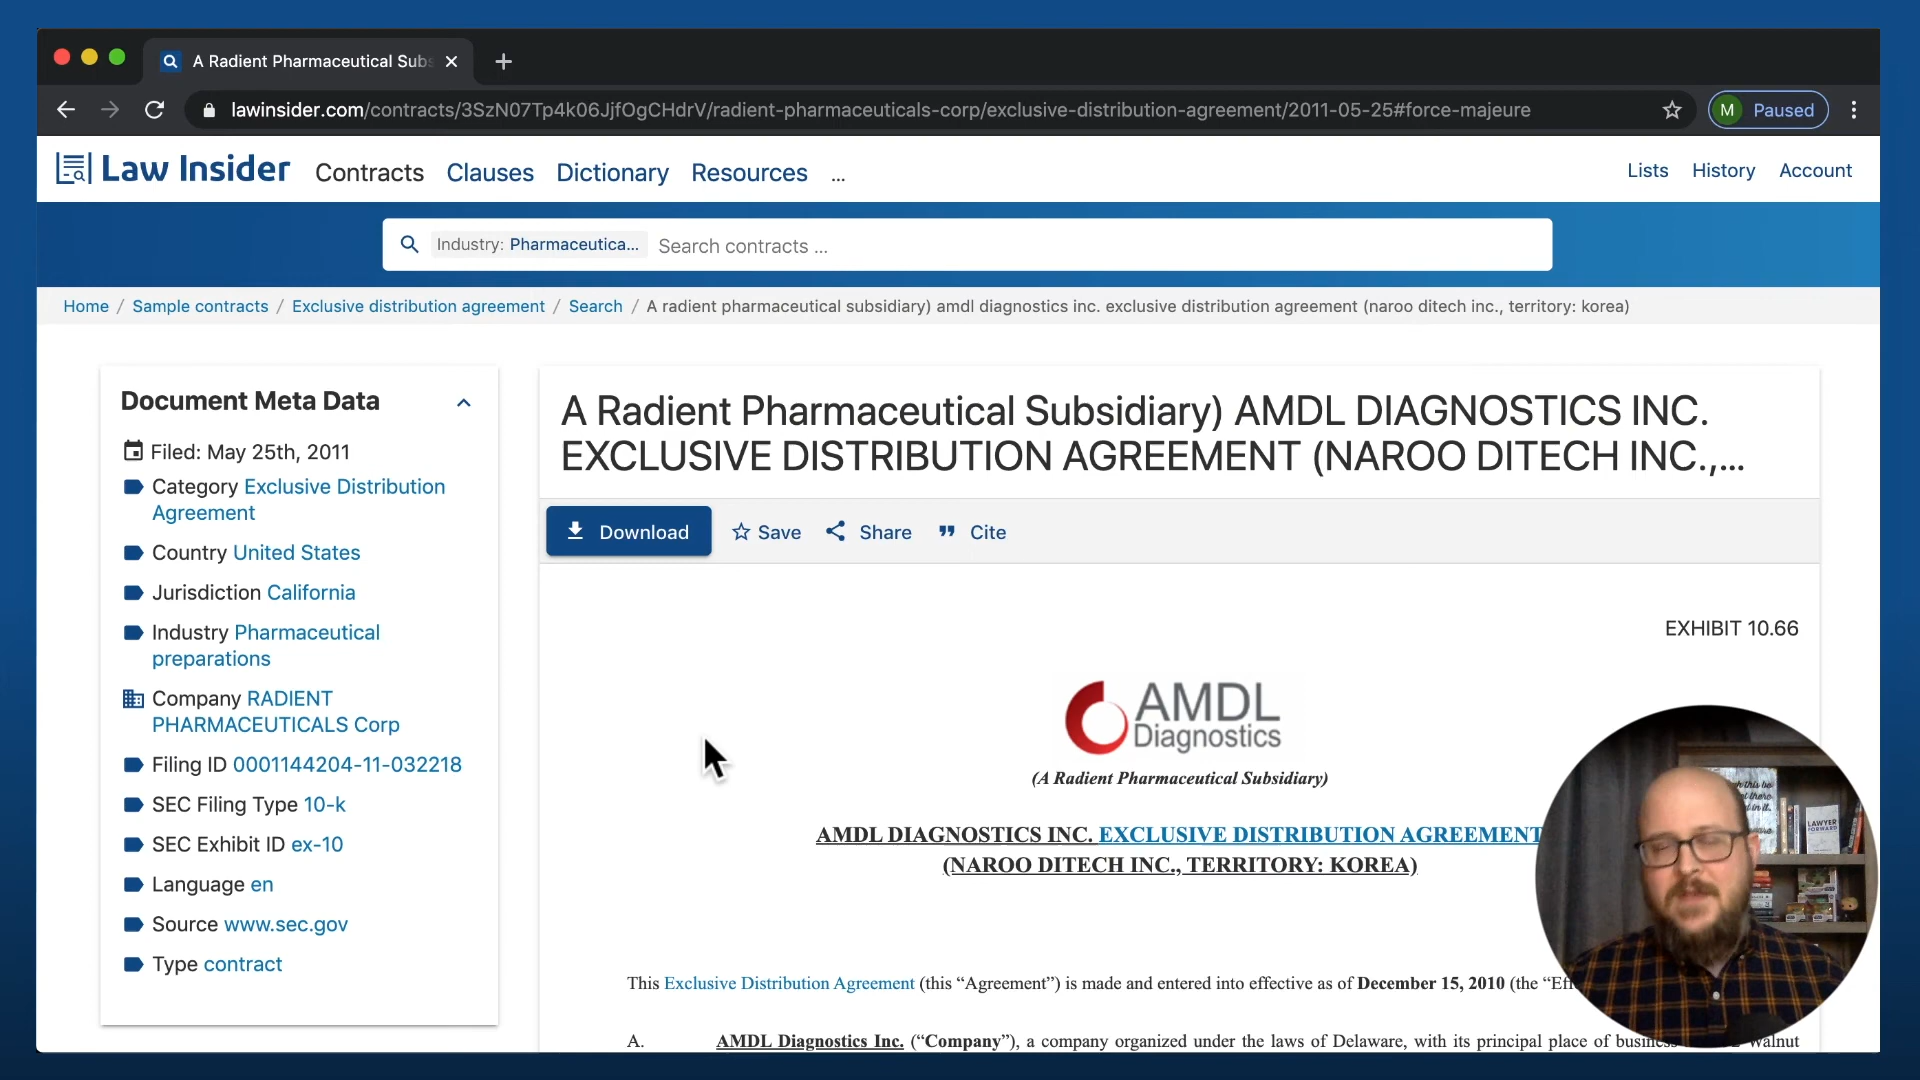 A Radient Pharmaceutical Subs
lawinsider.com/contracts/3SzN07Tp4k06JjfOgCHdrV/radient-pharmaceuticals-corp/exclusive-distribution-agreement/2011-05-25#force-majeure
M Paused
Law Insider Contracts Clauses Dictionary Resources ...
Lists History Account
Industry: Pharmaceutica... Search contracts ...
Home / Sample contracts / Exclusive distribution agreement / Search / A radient pharmaceutical subsidiary) amdl diagnostics inc. exclusive distribution agreement (naroo ditech inc., territory: korea)
Document Meta Data
Filed: May 25th, 2011
Category Exclusive Distribution
Agreement
Country United States
Jurisdiction California
Industry Pharmaceutical
preparations
Company RADIENT
PHARMACEUTICALS Corp
Filing ID 0001144204-11-032218
SEC Filing Type 10-k
SEC Exhibit ID ex-10
Language en
Source www.sec.gov
Type contract
A Radient Pharmaceutical Subsidiary) AMDL DIAGNOSTICS INC.
EXCLUSIVE DISTRIBUTION AGREEMENT (NAROO DITECH INC.,...
Download Save Share Cite
EXHIBIT 10.66
AMDL
Diagnostics
(A Radient Pharmaceutical Subsidiary)
AMDL DIAGNOSTICS INC. EXCLUSIVE DISTRIBUTION AGREEMENT
(NAROO DITECH INC., TERRITORY: KOREA)
This Exclusive Distribution Agreement (this “Agreement”) is made and entered into effective as of December 15, 2010 (the
A. AMDL Diagnostics Inc. (“Company”), a company organized under the laws of Delaware, with its principal place of business Walnut
LAWYER
FORWARD